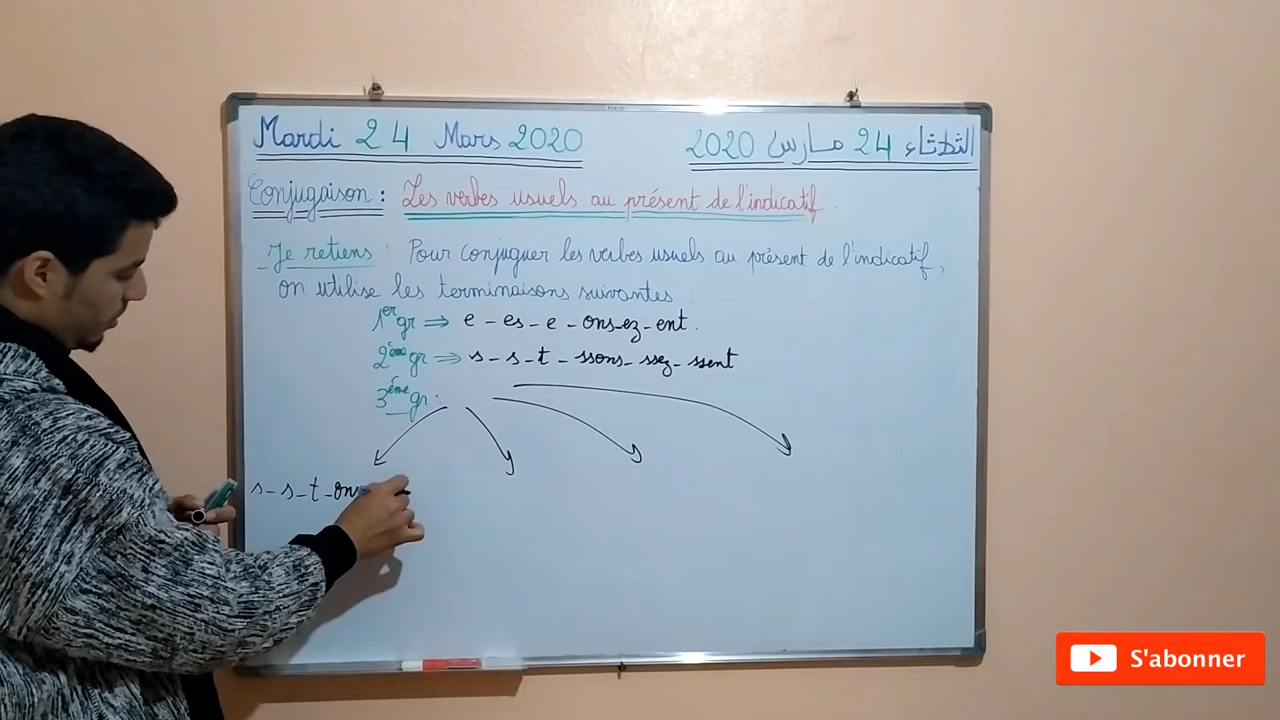 Mardi 24 Mars 2020
الثلاثاء 24 مارس 2020
Conjugaison : Les verbes usuels au présent de l'indicatif.
Je retiens : Pour conjuguer les verbes usuels au présent de l'indicatif,
on utilise les terminaisons suivantes :
1er gr ⇒ e - es - e - ons - ez - ent.
2ème gr ⇒ s - s - t - ssons - ssez - ssent
3ème gr :
s - s - t - ons
S'abonner